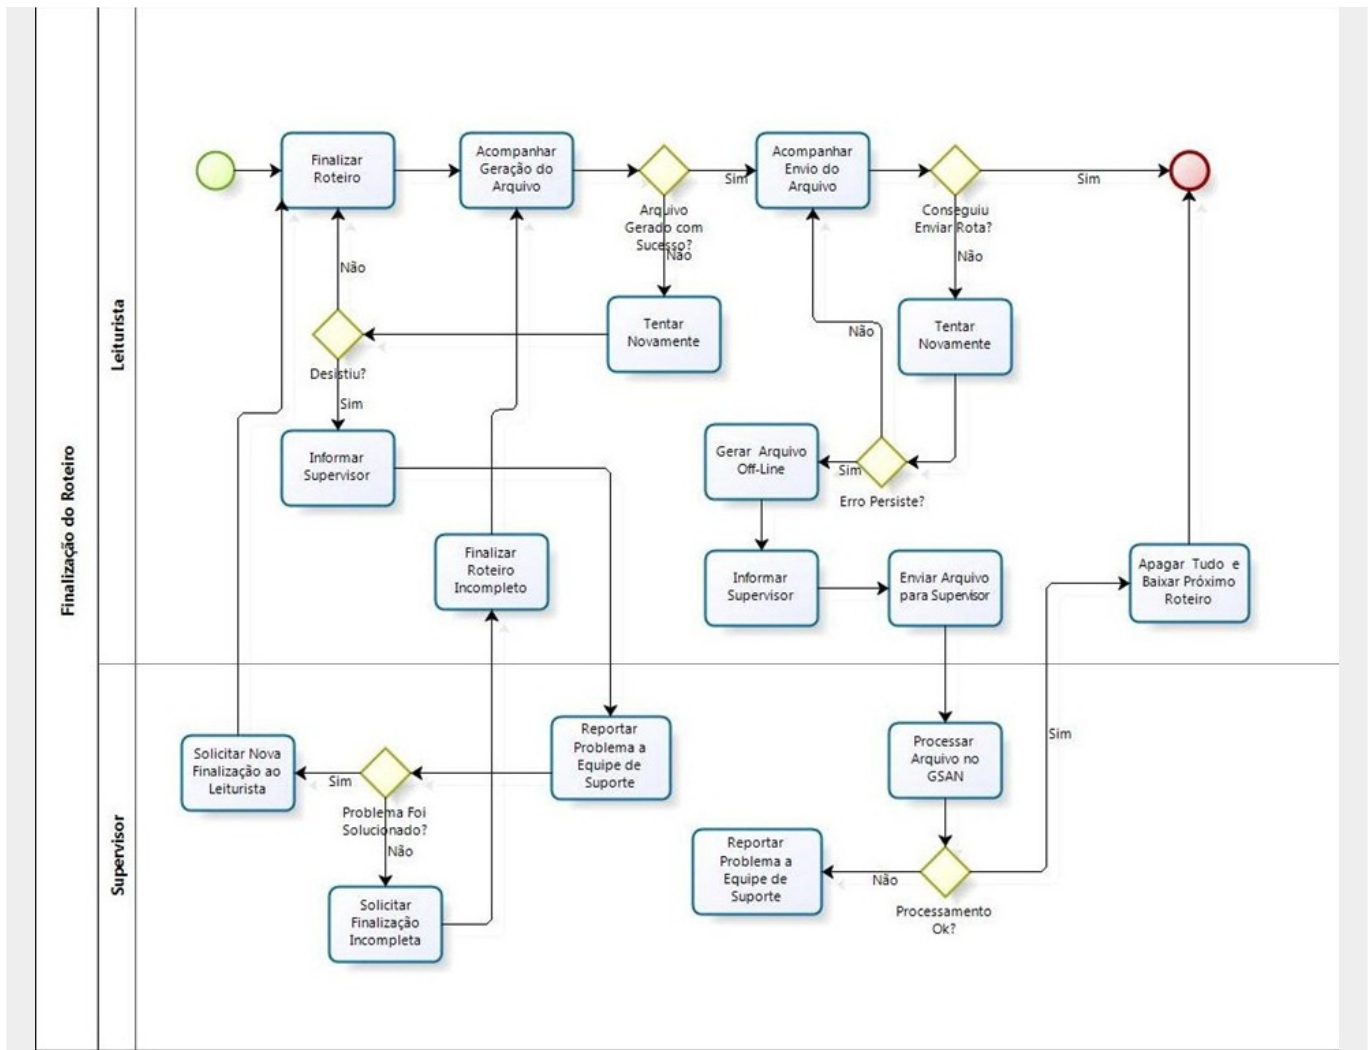 Finalização do Roteiro
Leiturista
Finalizar
Roteiro
Acompanhar
Geração do
Arquivo
Arquivo
Gerado com
Sucesso?
Sim
Não
Acompanhar
Envio do
Arquivo
Conseguiu
Enviar Rota?
Sim
Não
Tentar
Novamente
Não
Desistiu?
Sim
Tentar
Novamente
Não
Informar
Supervisor
Gerar Arquivo
Off-Line
Sim
Erro Persiste?
Finalizar
Roteiro
Incompleto
Informar
Supervisor
Enviar Arquivo
para Supervisor
Apagar Tudo e
Baixar Próximo
Roteiro
Supervisor
Solicitar Nova
Finalização ao
Leiturista
Sim
Problema Foi
Solucionado?
Não
Reportar
Problema a
Equipe de
Suporte
Processar
Arquivo no
GSAN
Sim
Solicitar
Finalização
Incompleta
Reportar
Problema a
Equipe de
Suporte
Não
Processamento
Ok?